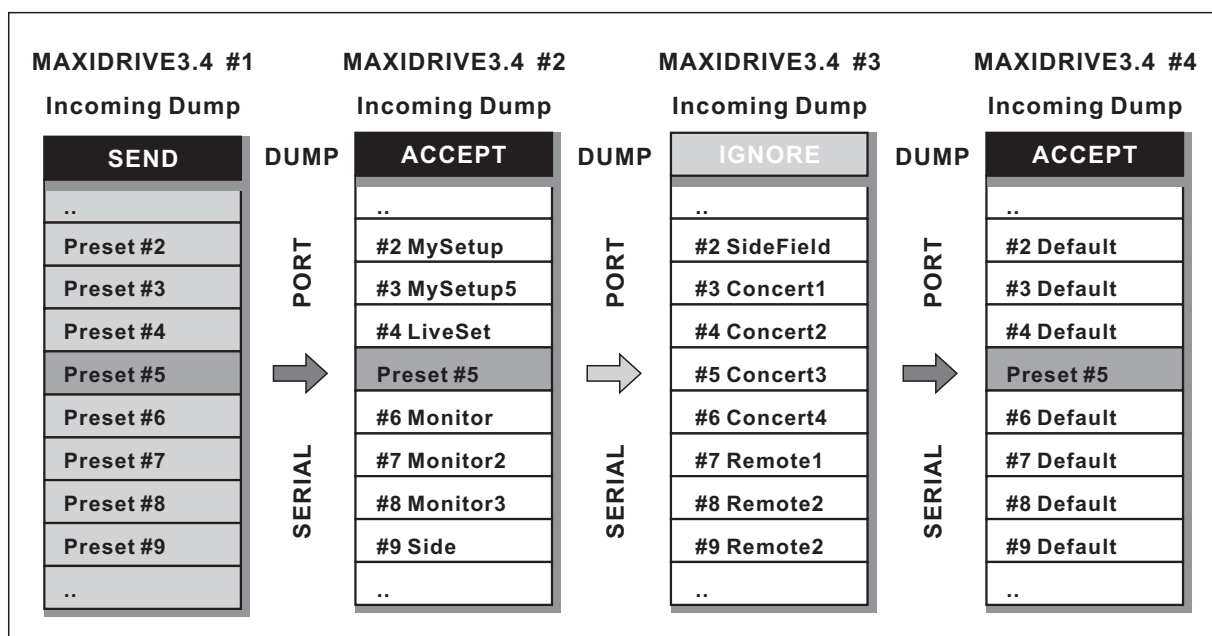 MAXIDRIVE3.4 #1
Incoming Dump
SEND
..
Preset #2
Preset #3
Preset #4
Preset #5
Preset #6
Preset #7
Preset #8
Preset #9
..
DUMP
PORT
SERIAL
MAXIDRIVE3.4 #2
Incoming Dump
ACCEPT
..
#2 MySetup
#3 MySetup5
#4 LiveSet
Preset #5
#6 Monitor
#7 Monitor2
#8 Monitor3
#9 Side
..
DUMP
PORT
SERIAL
MAXIDRIVE3.4 #3
Incoming Dump
IGNORE
..
#2 SideField
#3 Concert1
#4 Concert2
#5 Concert3
#6 Concert4
#7 Remote1
#8 Remote2
#9 Remote2
..
DUMP
PORT
SERIAL
MAXIDRIVE3.4 #4
Incoming Dump
ACCEPT
..
#2 Default
#3 Default
#4 Default
Preset #5
#6 Default
#7 Default
#8 Default
#9 Default
..